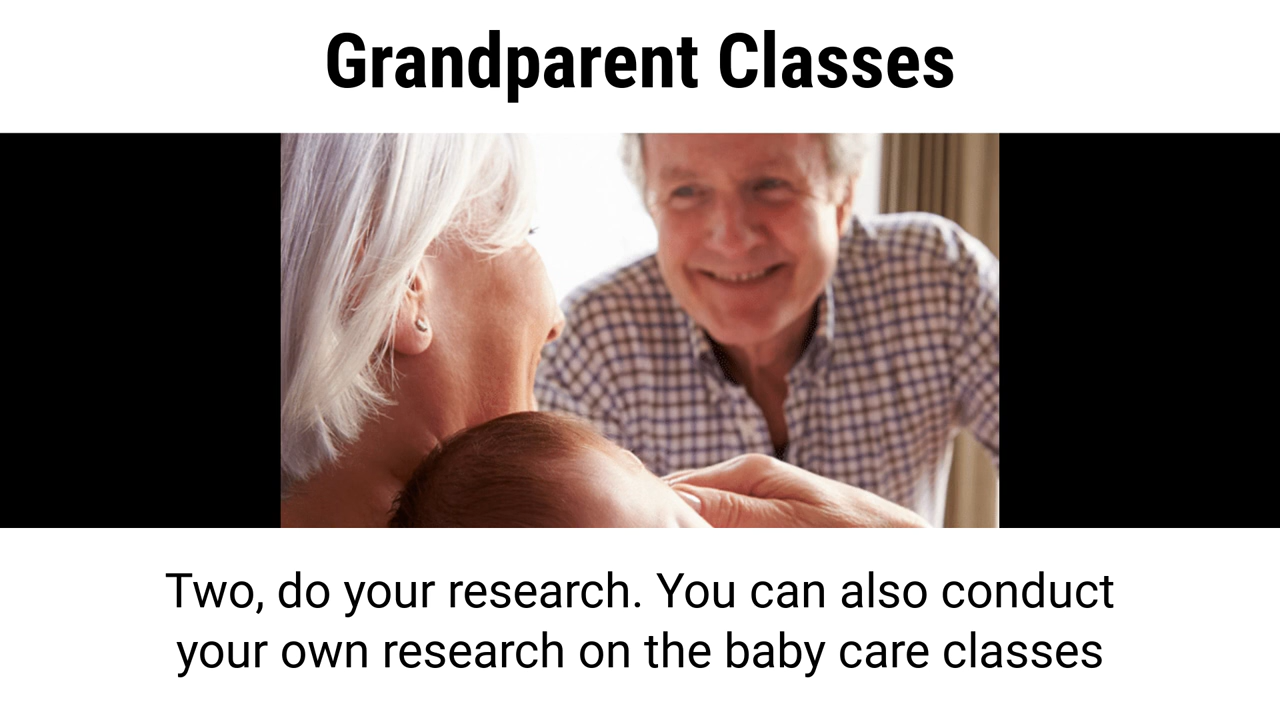 Grandparent Classes
Two, do your research. You can also conduct
your own research on the baby care classes